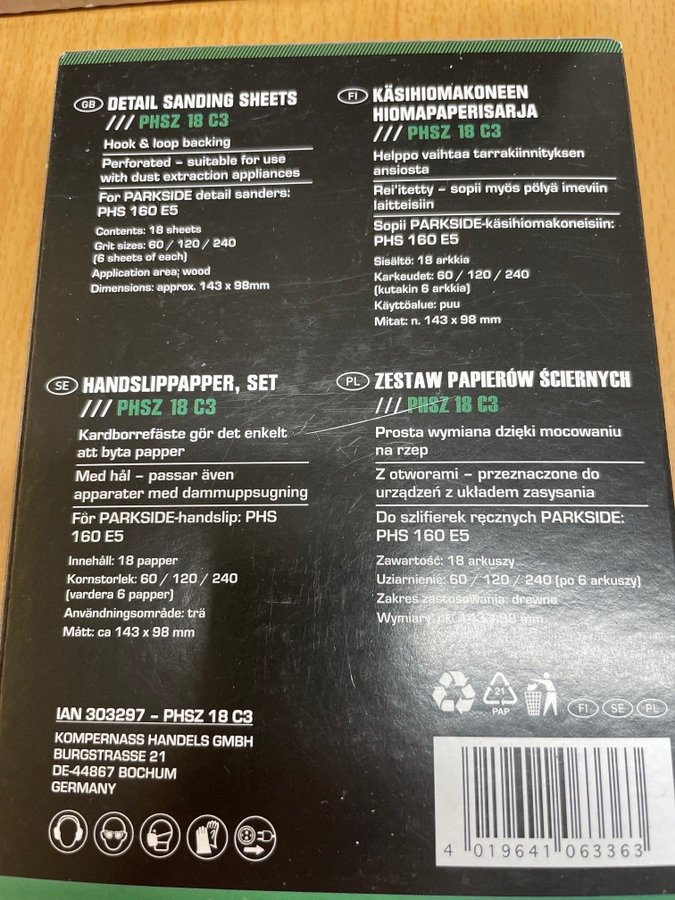 GB DETAIL SANDING SHEETS
/// PHSZ 18 C3
Hook & loop backing
Perforated – suitable for use
with dust extraction appliances
For PARKSIDE detail sanders:
PHS 160 E5
Contents: 18 sheets
Grit sizes: 60 / 120 / 240
(6 sheets of each)
Application area; wood
Dimensions: approx. 143 x 98mm
FI KÄSIHIOMAKONEEN
HIOMAPAPERISARJA
/// PHSZ 18 C3
Helppo vaihtaa tarrakiinnityksen
ansiosta
Rei'itetty – sopii myös pölyä imeviin
laitteisiin
Sopii PARKSIDE-käsihiomakoneisiin:
PHS 160 E5
Sisältö: 18 arkkia
Karkeudet: 60 / 120 / 240
(kutakin 6 arkkia)
Käyttöalue: puu
Mitat: n. 143 x 98 mm
SE HANDSLIPPAPPER, SET
/// PHSZ 18 C3
Kardborrefäste gör det enkelt
att byta papper
Med hål – passar även
apparater med dammuppsugning
För PARKSIDE-handslip: PHS
160 E5
Innehåll: 18 papper
Kornstorlek: 60 / 120 / 240
(vardera 6 papper)
Användningsområde: trä
Mått: ca 143 x 98 mm
PL ZESTAW PAPIERÓW ŚCIERNYCH
/// PHSZ 18 C3
Prosta wymiana dzięki mocowaniu
na rzep
Z otworami – przeznaczone do
urządzeń z układem zasysania
Do szlifierek ręcznych PARKSIDE:
PHS 160 E5
Zawartość: 18 arkuszy
Uziarnienie: 60 / 120 / 240 (po 6 arkuszy)
Zakres zastosowania: drewno
Wymiary: ok. 143 x 98 mm
IAN 303297 – PHSZ 18 C3
KOMPERNASS HANDELS GMBH
BURGSTRASSE 21
DE-44867 BOCHUM
GERMANY
21
PAP
FI SE PL
4 019641 063363